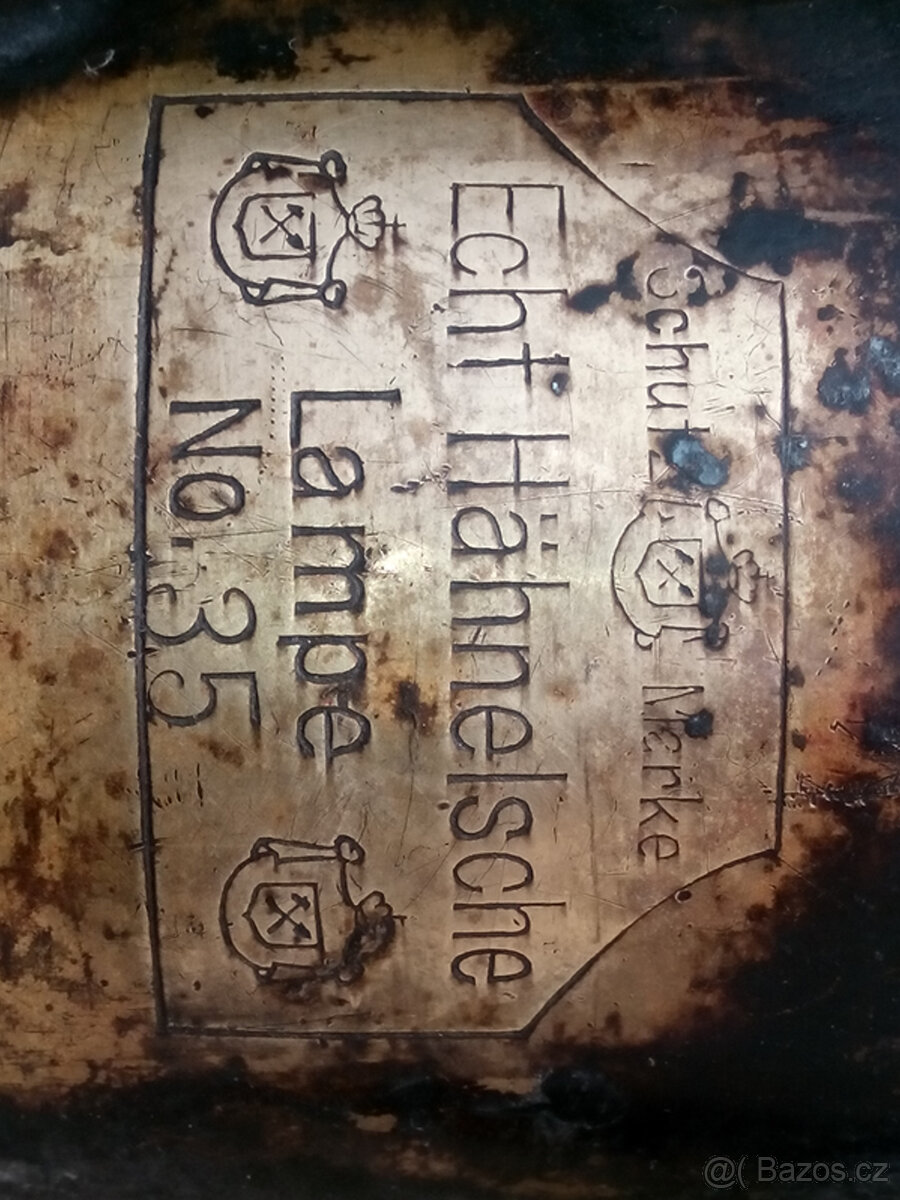 Schutz Marke
Echt Hähnelsche
Lampe
No. 35
@( Bazos.cz